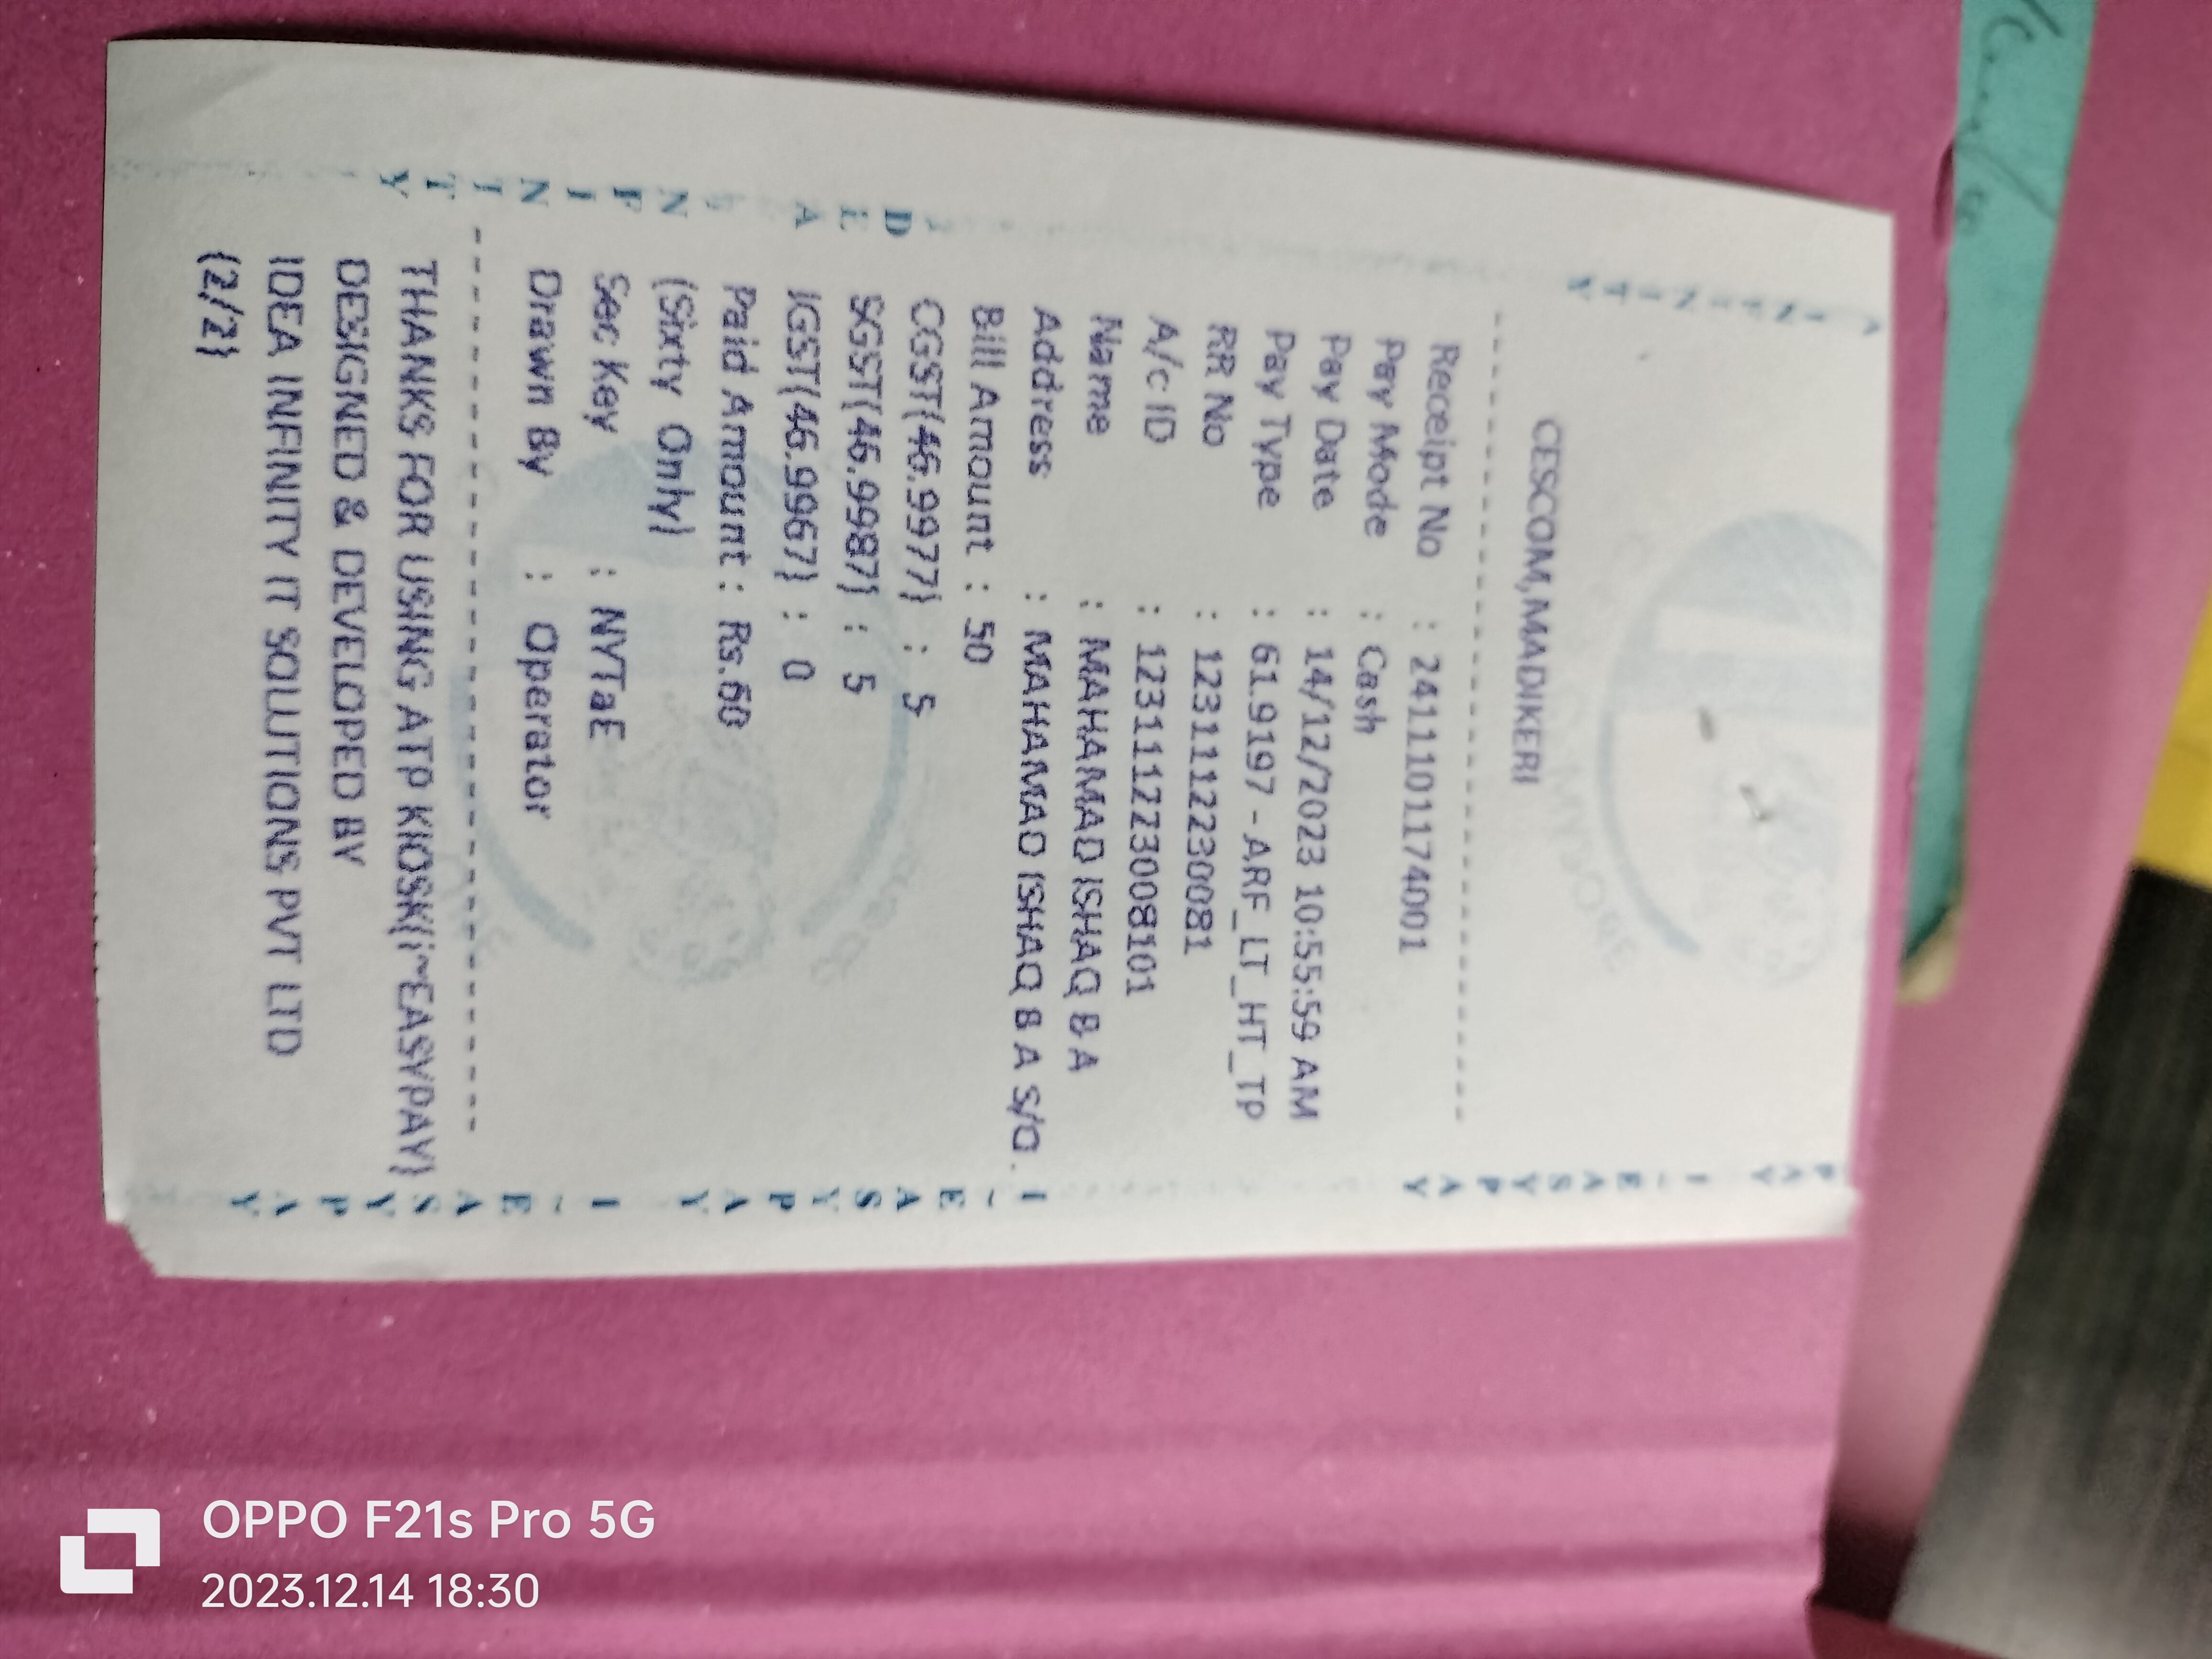 CESCOM,MADIKERI
--------------------------------
Receipt No : 2411101174001
Pay Mode : Cash
Pay Date : 14/12/2023 10:55:59 AM
Pay Type : 61.9197 - ARF_LT_HT_TP
RR No : 1231112230081
A/c ID : 123111223008101
Name : MAHAMAD ISHAQ B A
Address : MAHAMAD ISHAQ B A S/O.
Bill Amount : 50
CGST(46.9977) : 5
SGST(46.9987) : 5
IGST(46.9967) : 0
Paid Amount : Rs.60
(Sixty Only)
Sec Key : NYTaE
Drawn By : Operator
--------------------------------
THANKS FOR USING ATP KIOSK(i~EASYPAY)
DESIGNED & DEVELOPED BY
IDEA INFINITY IT SOLUTIONS PVT LTD
(2/2)
I~EASYPAY I~EASYPAY
I~EASYPAY
OPPO F21s Pro 5G
2023.12.14 18:30